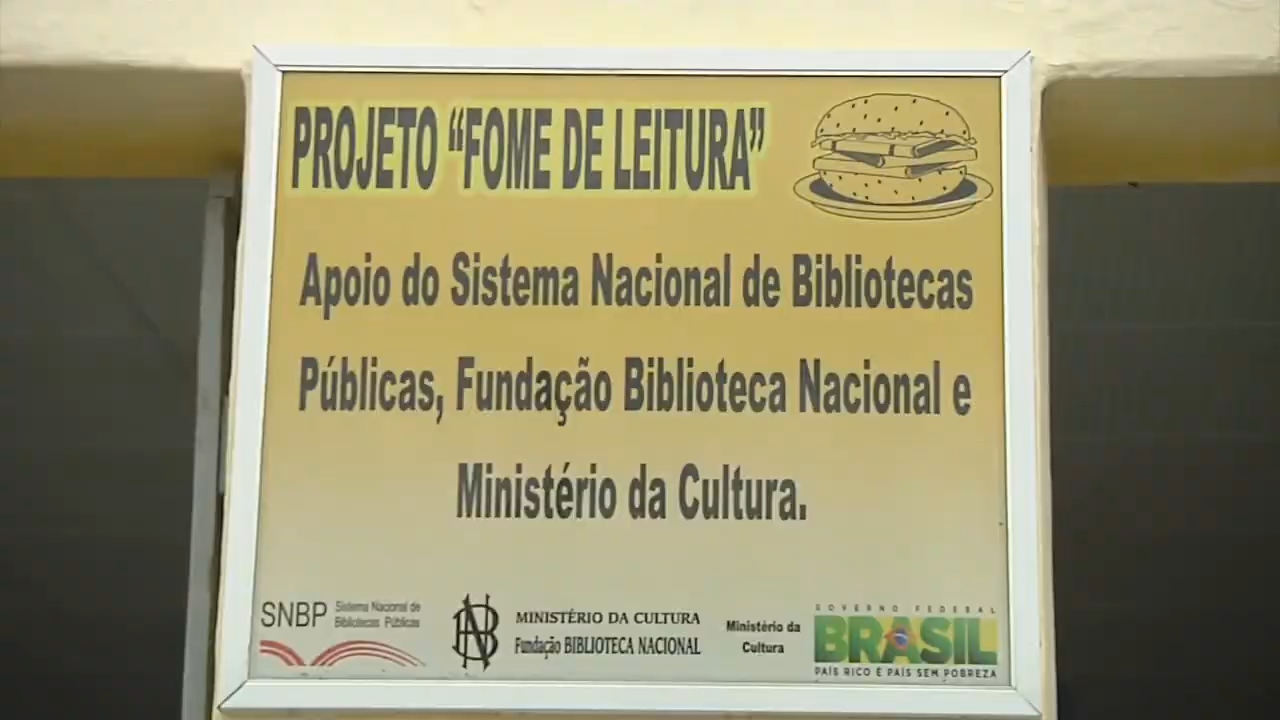 PROJETO “FOME DE LEITURA”
Apoio do Sistema Nacional de Bibliotecas
Públicas, Fundação Biblioteca Nacional e
Ministério da Cultura.
SNBP
Sistema Nacional de
Bibliotecas Públicas
MINISTÉRIO DA CULTURA
Fundação BIBLIOTECA NACIONAL
Ministério da
Cultura
GOVERNO FEDERAL
BRASIL
PAÍS RICO É PAÍS SEM POBREZA